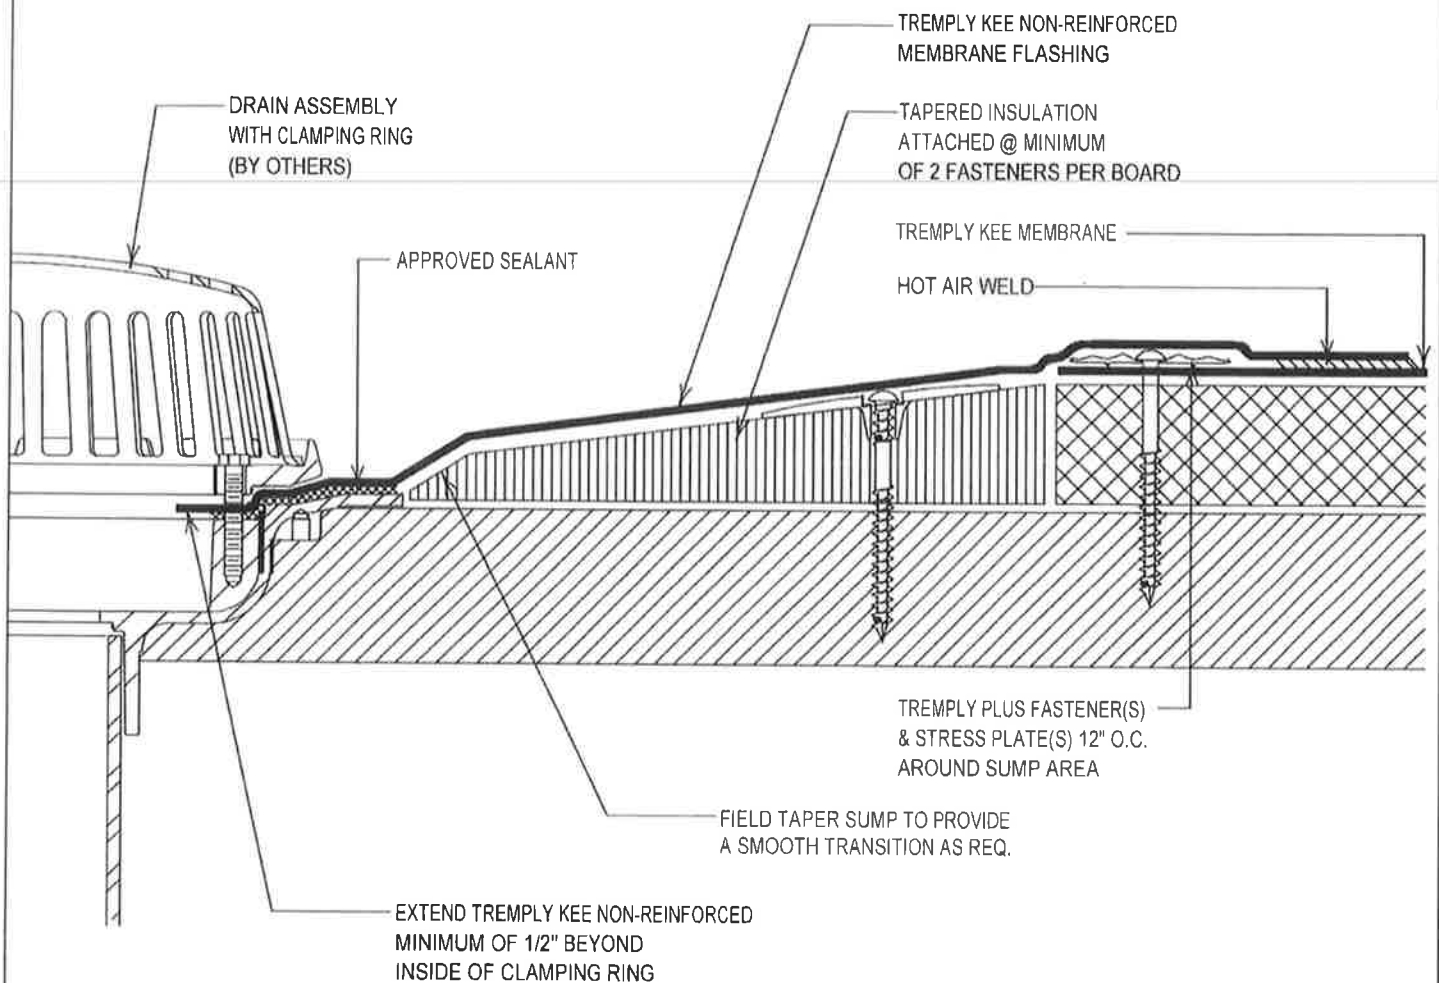 TREMPLY KEE NON-REINFORCED
MEMBRANE FLASHING
DRAIN ASSEMBLY
WITH CLAMPING RING
(BY OTHERS)
TAPERED INSULATION
ATTACHED @ MINIMUM
OF 2 FASTENERS PER BOARD
TREMPLY KEE MEMBRANE
APPROVED SEALANT
HOT AIR WELD
TREMPLY PLUS FASTENER(S)
& STRESS PLATE(S) 12" O.C.
AROUND SUMP AREA
FIELD TAPER SUMP TO PROVIDE
A SMOOTH TRANSITION AS REQ.
EXTEND TREMPLY KEE NON-REINFORCED
MINIMUM OF 1/2" BEYOND
INSIDE OF CLAMPING RING